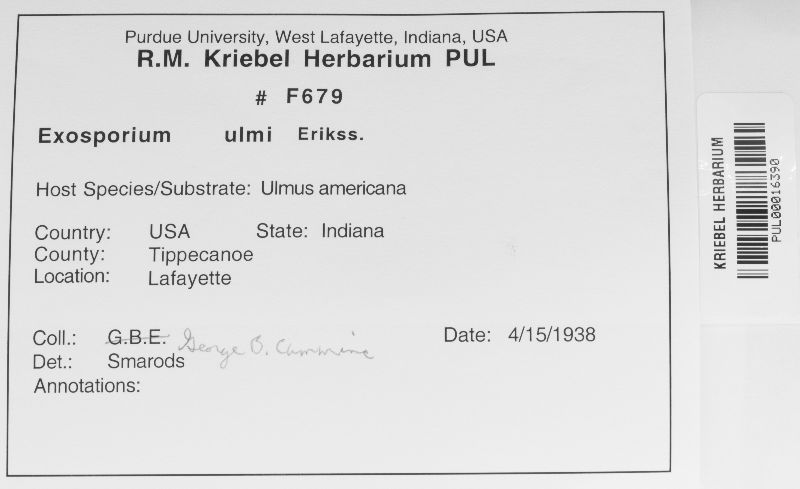 Purdue University, West Lafayette, Indiana, USA
R.M. Kriebel Herbarium PUL
# F679
Exosporium ulmi Erikss.
Host Species/Substrate: Ulmus americana
Country: USA State: Indiana
County: Tippecanoe
Location: Lafayette
Coll.: G.B.E. George B. Cummins Date: 4/15/1938
Det.: Smarods
Annotations:
KRIEBEL HERBARIUM
PUL00016390